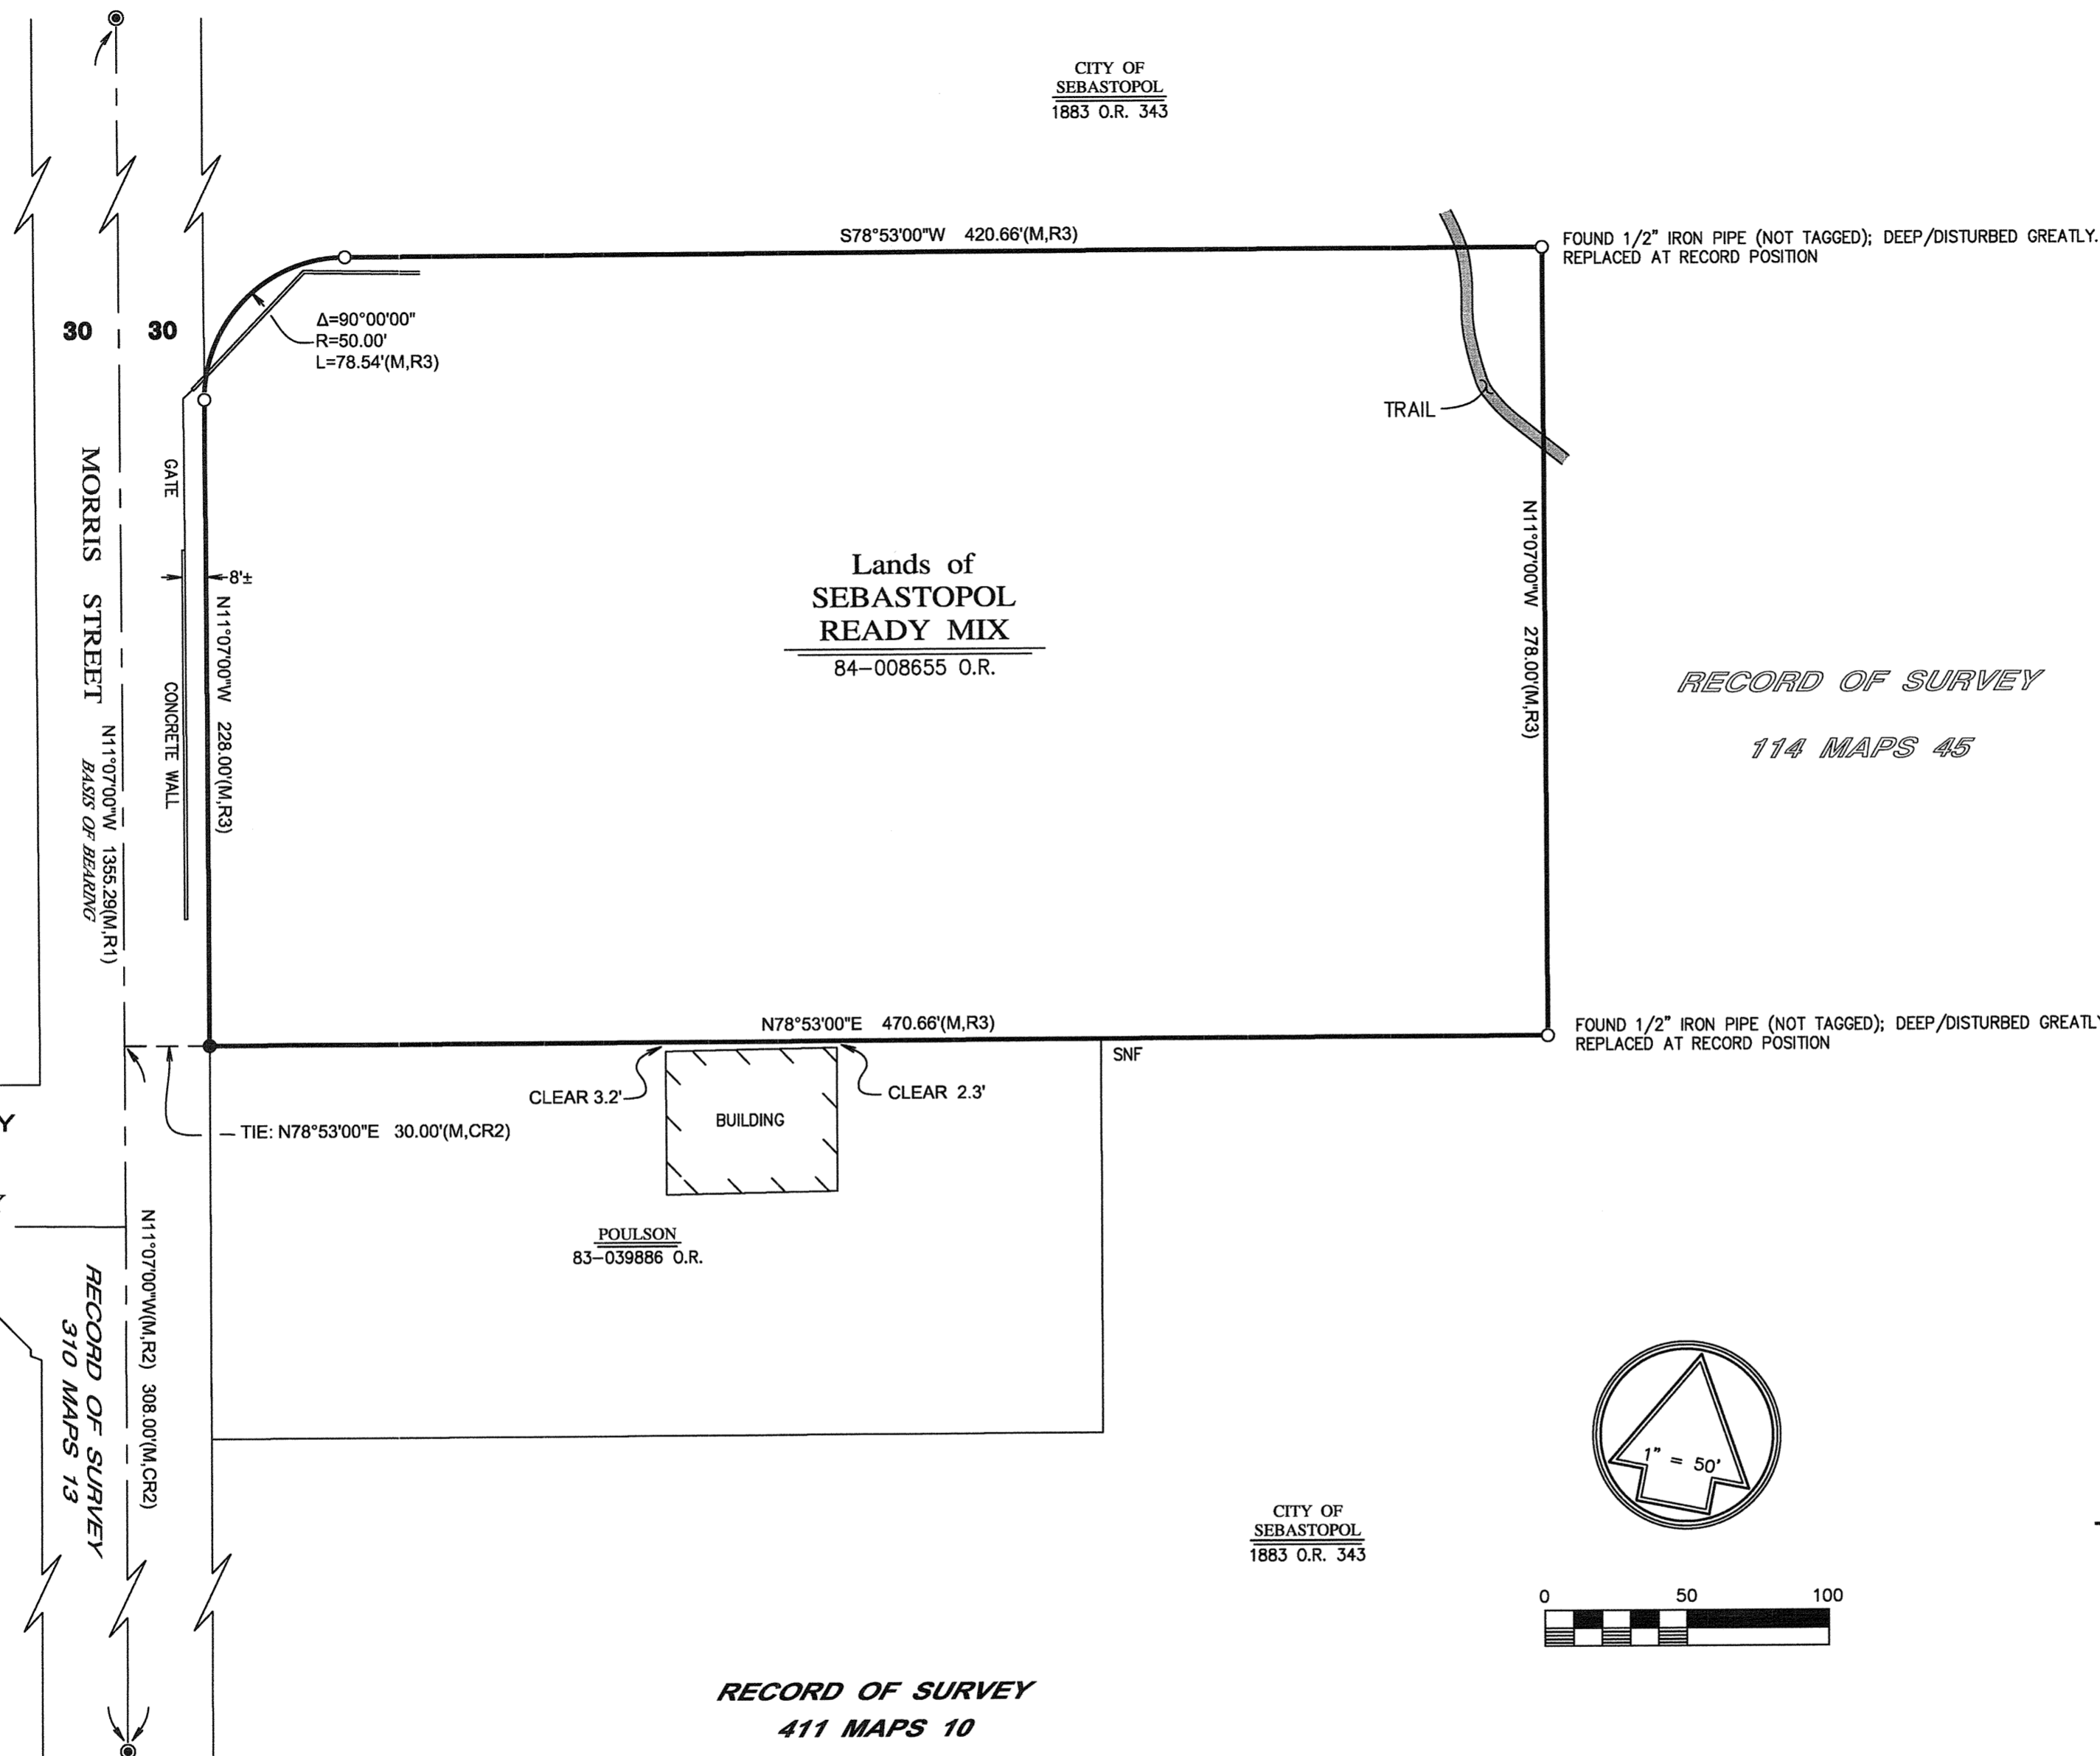 CITY OF
SEBASTOPOL
1883 O.R. 343
S78°53'00"W 420.66'(M,R3)
FOUND 1/2" IRON PIPE (NOT TAGGED); DEEP/DISTURBED GREATLY.
REPLACED AT RECORD POSITION
30
30
Δ=90°00'00"
R=50.00'
L=78.54'(M,R3)
TRAIL
GATE
MORRIS STREET
8'±
N11°07'00"W 228.00'(M,R3)
CONCRETE WALL
N11°07'00"W 1355.29(M,R1)
BASIS OF BEARING
Lands of
SEBASTOPOL
READY MIX
84-008655 O.R.
N11°07'00"W 278.00'(M,R3)
RECORD OF SURVEY
114 MAPS 45
N78°53'00"E 470.66'(M,R3)
FOUND 1/2" IRON PIPE (NOT TAGGED); DEEP/DISTURBED GREATLY
REPLACED AT RECORD POSITION
SNF
CLEAR 3.2'
CLEAR 2.3'
BUILDING
TIE: N78°53'00"E 30.00'(M,CR2)
Y
POULSON
83-039886 O.R.
N11°07'00"W(M,R2) 308.00'(M,CR2)
RECORD OF SURVEY
310 MAPS 13
1" = 50'
CITY OF
SEBASTOPOL
1883 O.R. 343
0 50 100
RECORD OF SURVEY
411 MAPS 10